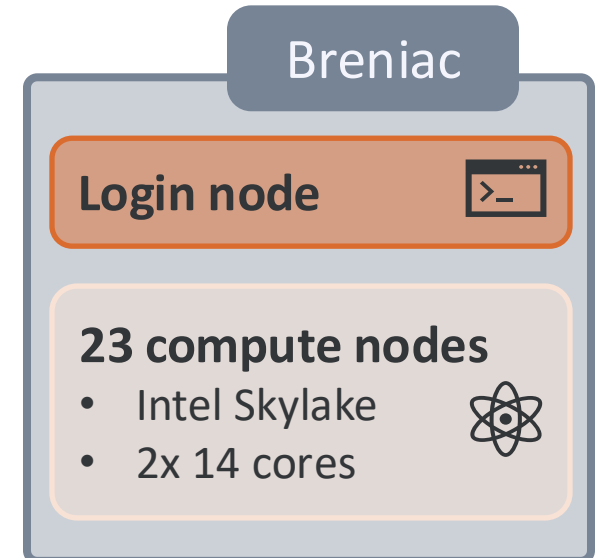 Breniac
Login node
>_
23 compute nodes
• Intel Skylake
• 2x 14 cores